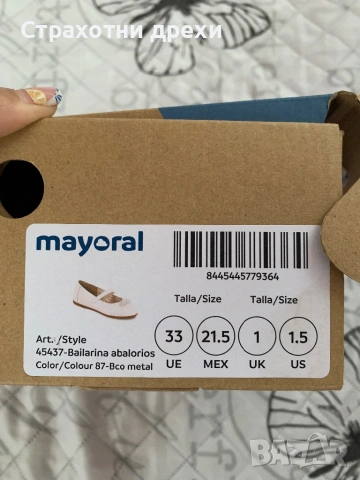 Страхотни дрехи
mayoral
8445445779364
Talla/Size Talla/Size
33 21.5 1 1.5
UE MEX UK US
Art. /Style
45437-Bailarina abalorios
Color/Colour 87-Bco metal
BAZAR